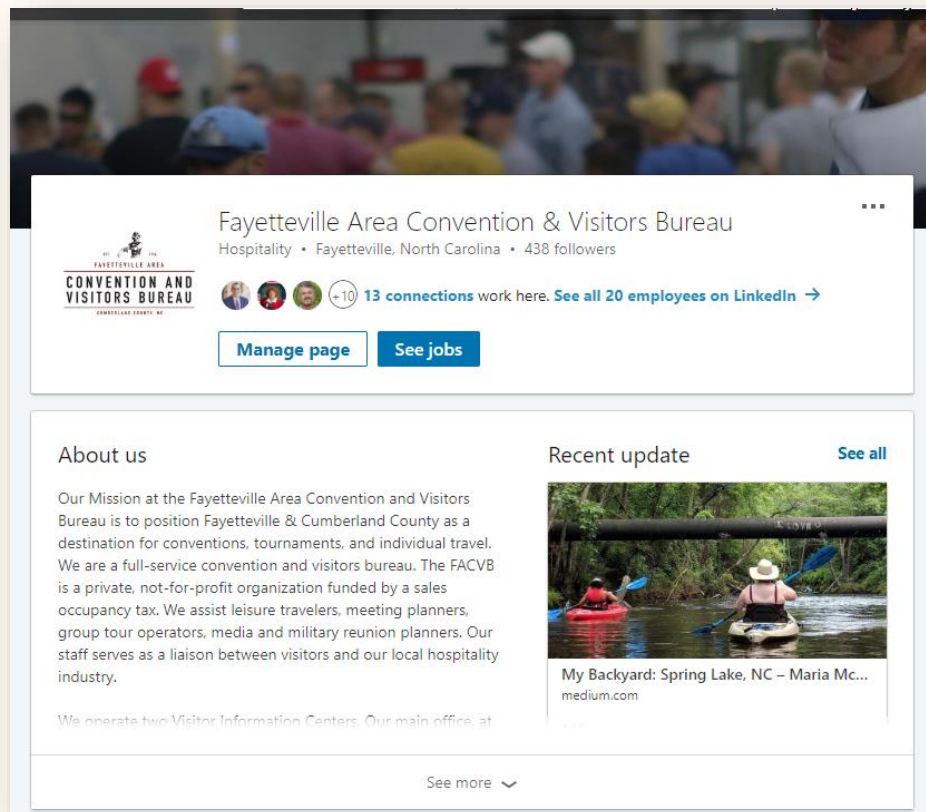 Fayetteville Area Convention & Visitors Bureau
Hospitality • Fayetteville, North Carolina • 438 followers
FAYETTEVILLE AREA
CONVENTION AND
VISITORS BUREAU
CUMBERLAND COUNTY, NC
+10 13 connections work here. See all 20 employees on LinkedIn →
Manage page See jobs
About us
Our Mission at the Fayetteville Area Convention and Visitors
Bureau is to position Fayetteville & Cumberland County as a
destination for conventions, tournaments, and individual travel.
We are a full-service convention and visitors bureau. The FACVB
is a private, not-for-profit organization funded by a sales
occupancy tax. We assist leisure travelers, meeting planners,
group tour operators, media and military reunion planners. Our
staff serves as a liaison between visitors and our local hospitality
industry.
We operate two Visitor Information Centers. Our main office, at
Recent update See all
My Backyard: Spring Lake, NC – Maria Mc...
medium.com
See more